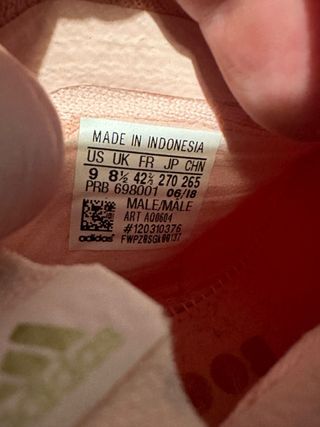 MADE IN INDONESIA
US UK FR JP CHN
9 8½ 42⅔ 270 265
PRB 698001 06/18
MALE/MALE
ART AQ0604
#120310376
adidas
adidas